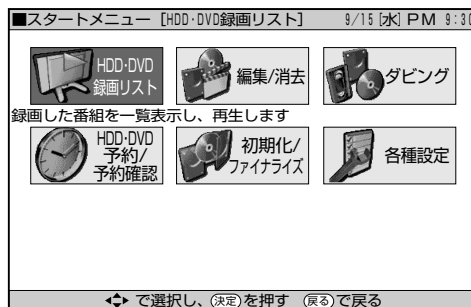 ■スタートメニュー [HDD･DVD録画リスト] 9/15 [水] PM 9:30
HDD･DVD
録画リスト
編集/消去
ダビング
録画した番組を一覧表示し、再生します
HDD･DVD
予約/
予約確認
初期化/
ファイナライズ
各種設定
で選択し、決定を押す 戻るで戻る